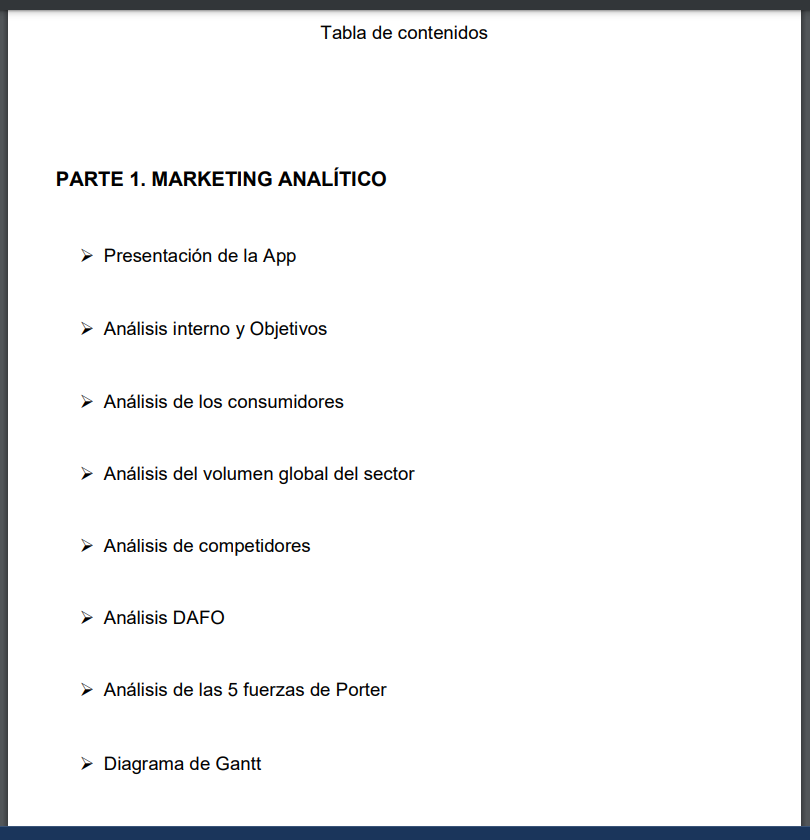 Tabla de contenidos
PARTE 1. MARKETING ANALÍTICO
➢ Presentación de la App
➢ Análisis interno y Objetivos
➢ Análisis de los consumidores
➢ Análisis del volumen global del sector
➢ Análisis de competidores
➢ Análisis DAFO
➢ Análisis de las 5 fuerzas de Porter
➢ Diagrama de Gantt